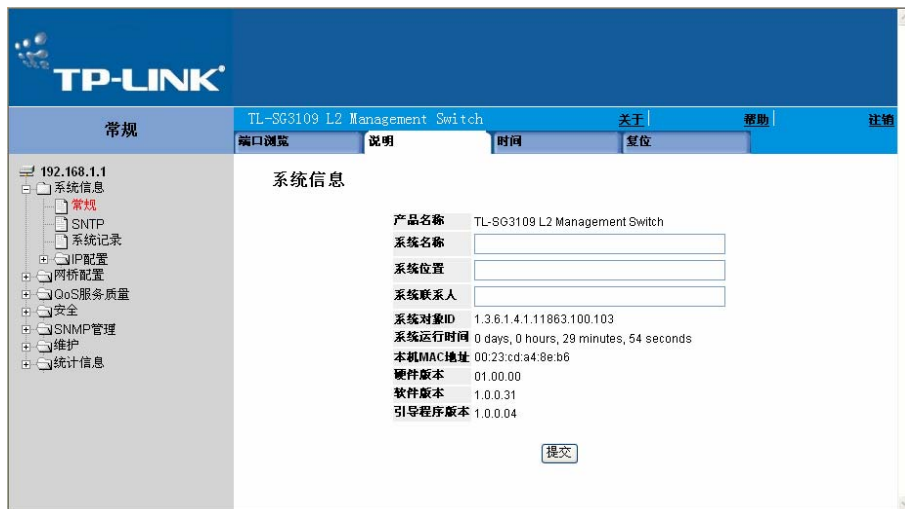 TP-LINK
常规
TL-SG3109 L2 Management Switch
关于
帮助
注销
端口浏览
说明
时间
复位
192.168.1.1
系统信息
常规
SNTP
系统记录
IP配置
网桥配置
QoS服务质量
安全
SNMP管理
维护
统计信息
系统信息
产品名称 TL-SG3109 L2 Management Switch
系统名称
系统位置
系统联系人
系统对象ID 1.3.6.1.4.1.11863.100.103
系统运行时间 0 days, 0 hours, 29 minutes, 54 seconds
本机MAC地址 00:23:cd:a4:8e:b6
硬件版本 01.00.00
软件版本 1.0.0.31
引导程序版本 1.0.0.04
提交